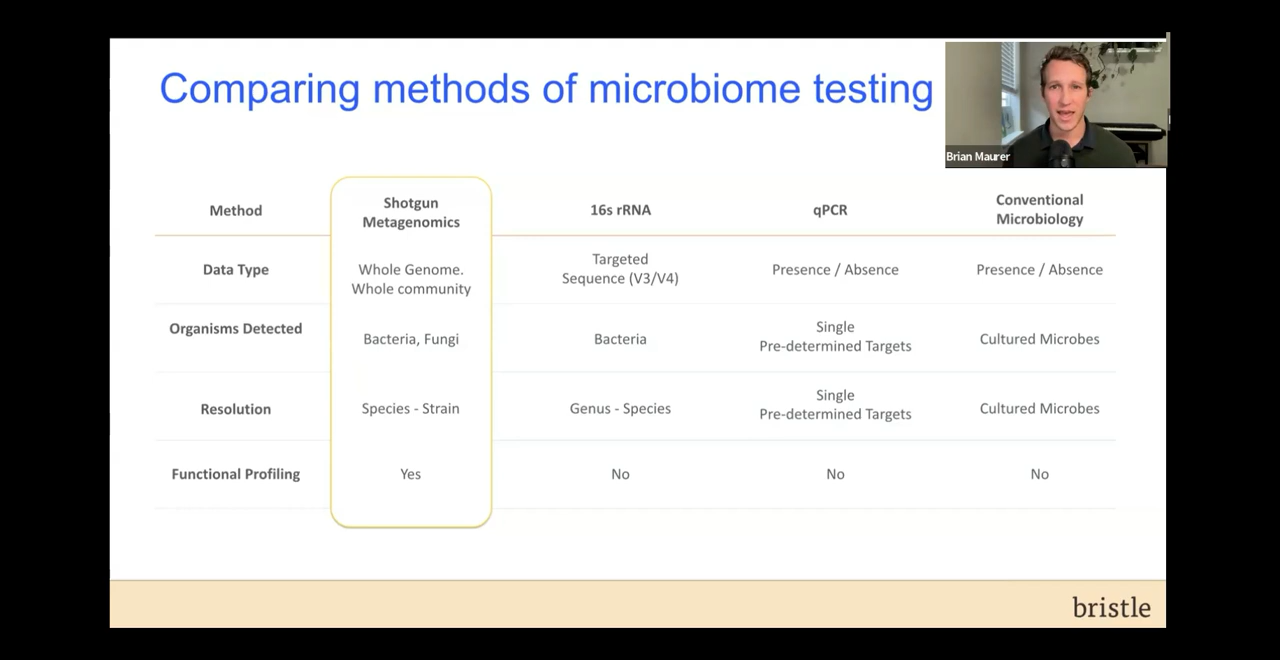 Comparing methods of microbiome testing
Brian Maurer
Method
Shotgun
Metagenomics
16s rRNA
qPCR
Conventional
Microbiology
Data Type
Whole Genome.
Whole community
Targeted
Sequence (V3/V4)
Presence / Absence
Presence / Absence
Organisms Detected
Bacteria, Fungi
Bacteria
Single
Pre-determined Targets
Cultured Microbes
Resolution
Species - Strain
Genus - Species
Single
Pre-determined Targets
Cultured Microbes
Functional Profiling
Yes
No
No
No
bristle